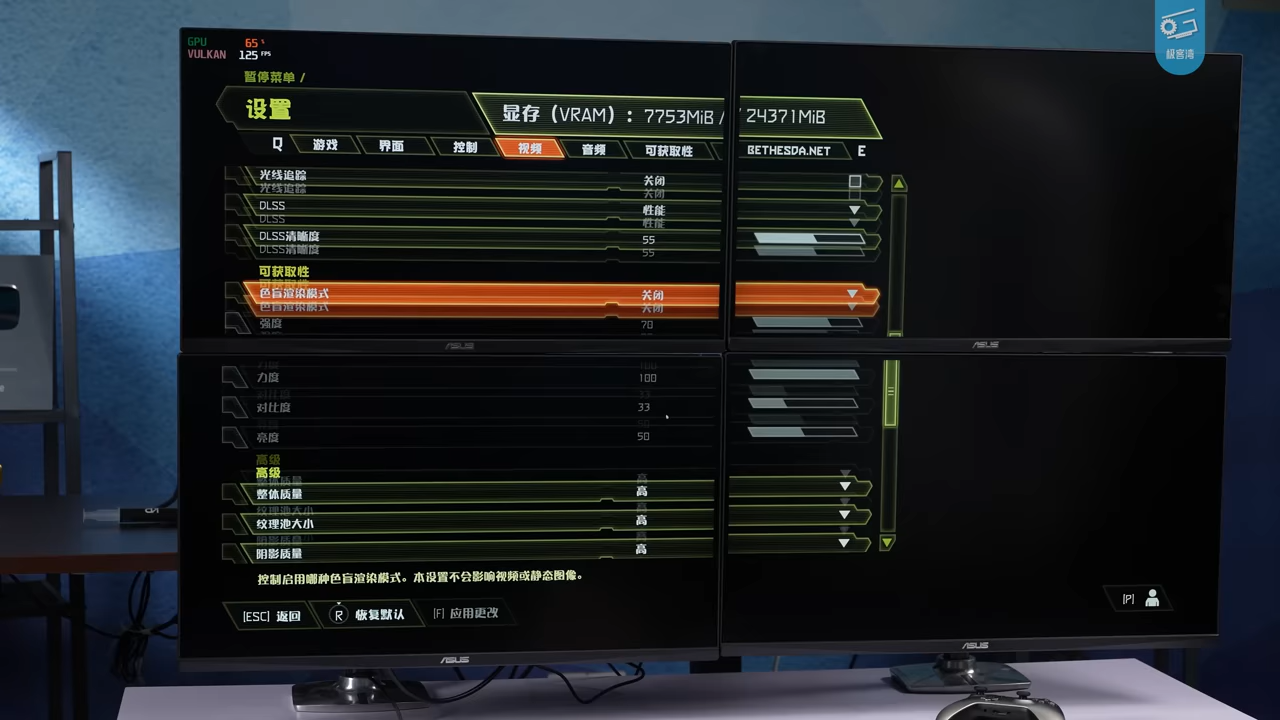 极客湾
GPU 65 %
VULKAN 125 FPS
暂停菜单 /
设置
显存 (VRAM) : 7753MiB / 24371MiB
Q 游戏 界面 控制 视频 音频 可获取性 BETHESDA.NET E
光线追踪 关闭
DLSS 性能
DLSS清晰度 55
可获取性
色盲渲染模式 关闭
强度 70
力度 100
对比度 33
亮度 50
高级
整体质量 高
纹理池大小 高
阴影质量 高
控制启用哪种色盲渲染模式。本设置不会影响视频或静态图像。
[ESC] 返回 R 恢复默认 [F] 应用更改
[P]
ASUS
ASUS
ASUS
ASUS